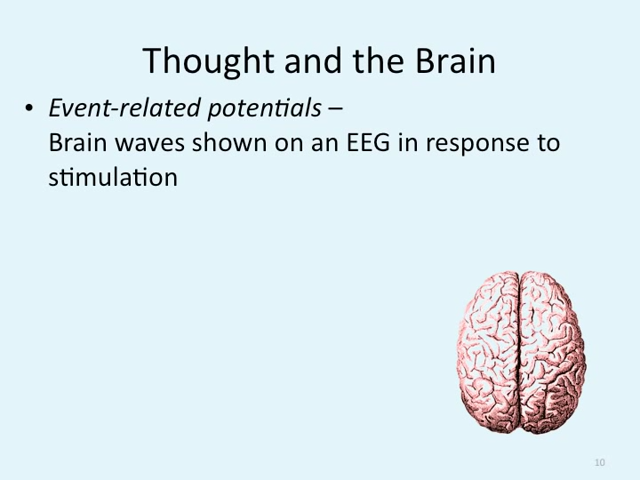 Thought and the Brain
• Event-related potentials –
Brain waves shown on an EEG in response to
stimulation
10